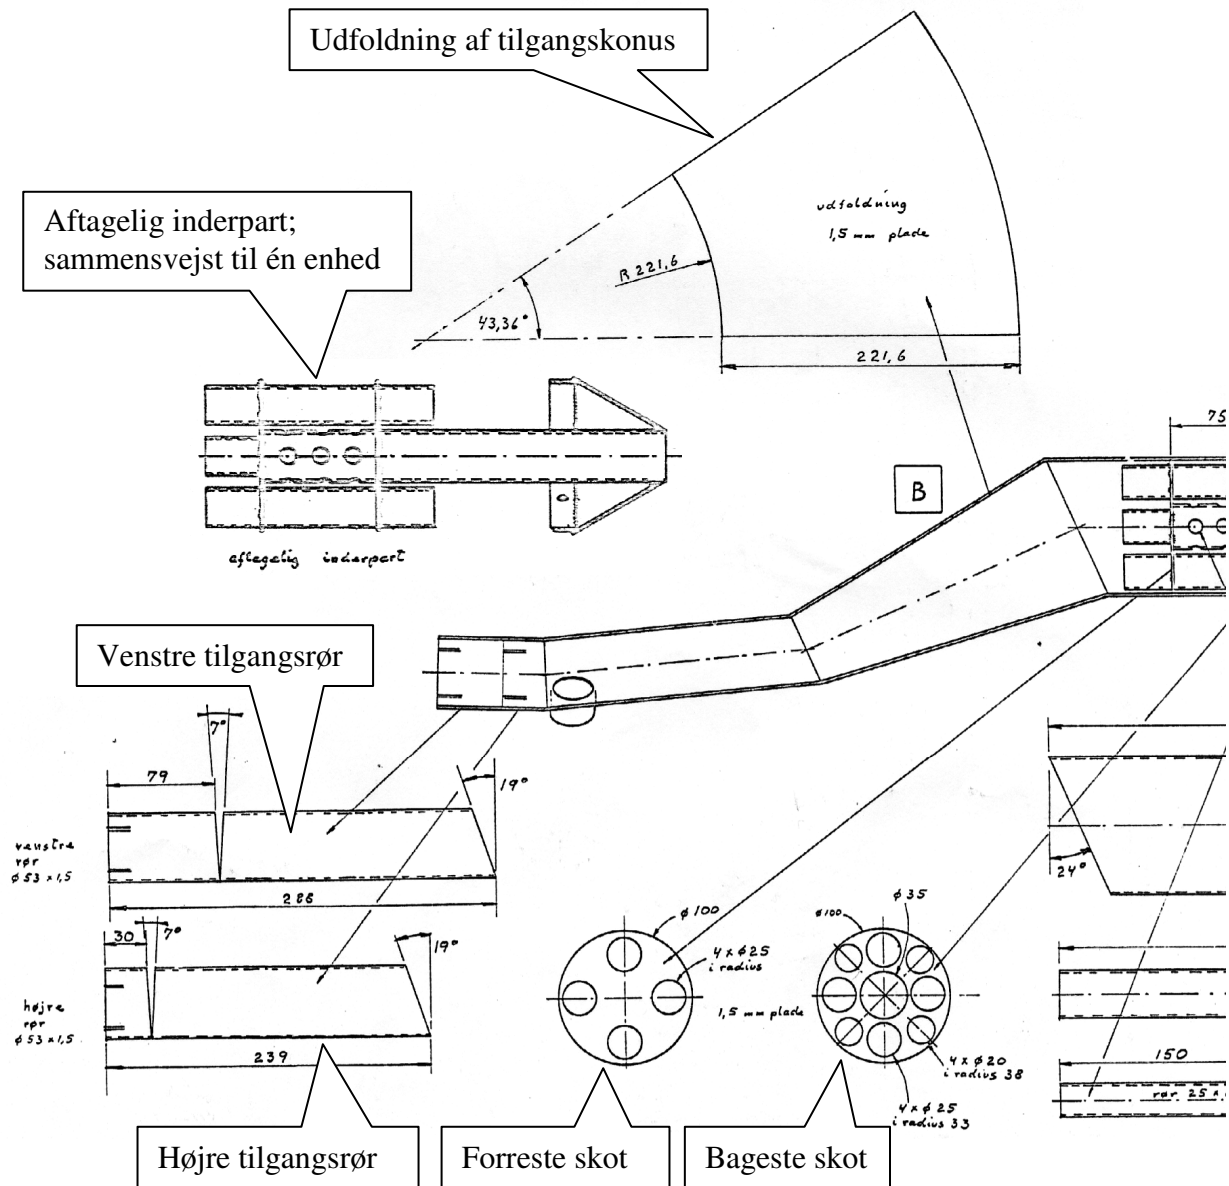 Udfoldning af tilgangskonus
Aftagelig inderpart;
sammensvejst til én enhed
udfoldning
1,5 mm plade
R 221,6
43,36°
221,6
75
B
aftagelig inderpart
Venstre tilgangsrør
7°
79
19°
venstre
rør
ø 53 x 1,5
286
30
7°
19°
højre
rør
ø 53 x 1,5
239
ø 100
4 x ø 25
i radius
1,5 mm plade
ø 100
ø 35
4 x ø 20
i radius 38
4 x ø 25
i radius 33
24°
150
rør 25 x
Højre tilgangsrør
Forreste skot
Bageste skot